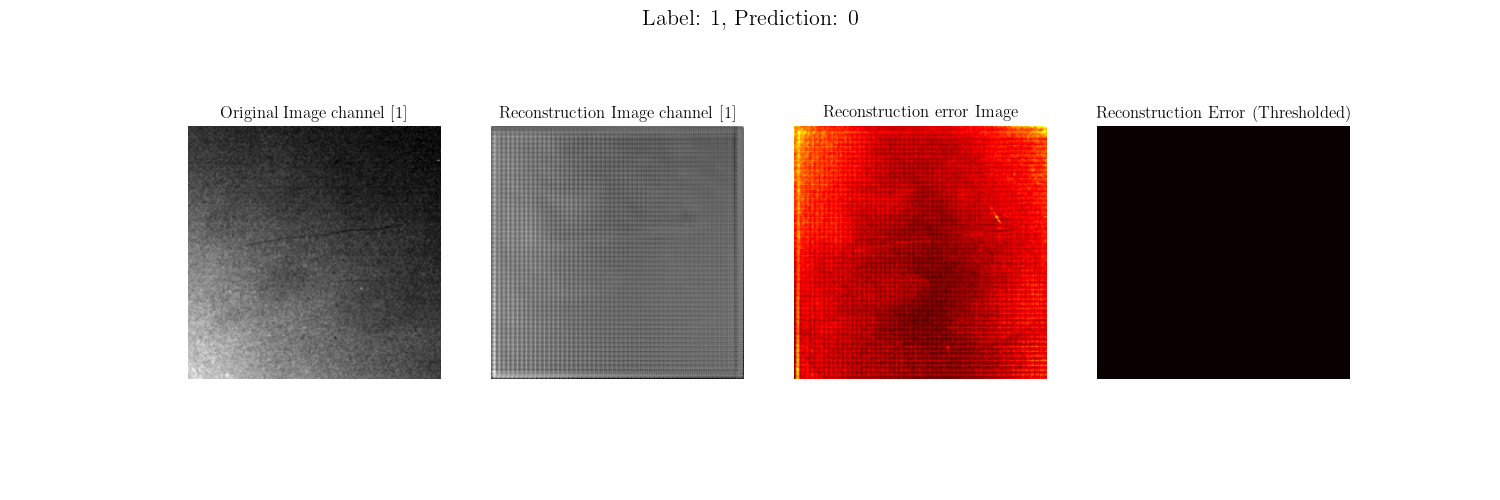 Label: 1, Prediction: 0
Original Image channel [1]
Reconstruction Image channel [1]
Reconstruction error Image
Reconstruction Error (Thresholded)